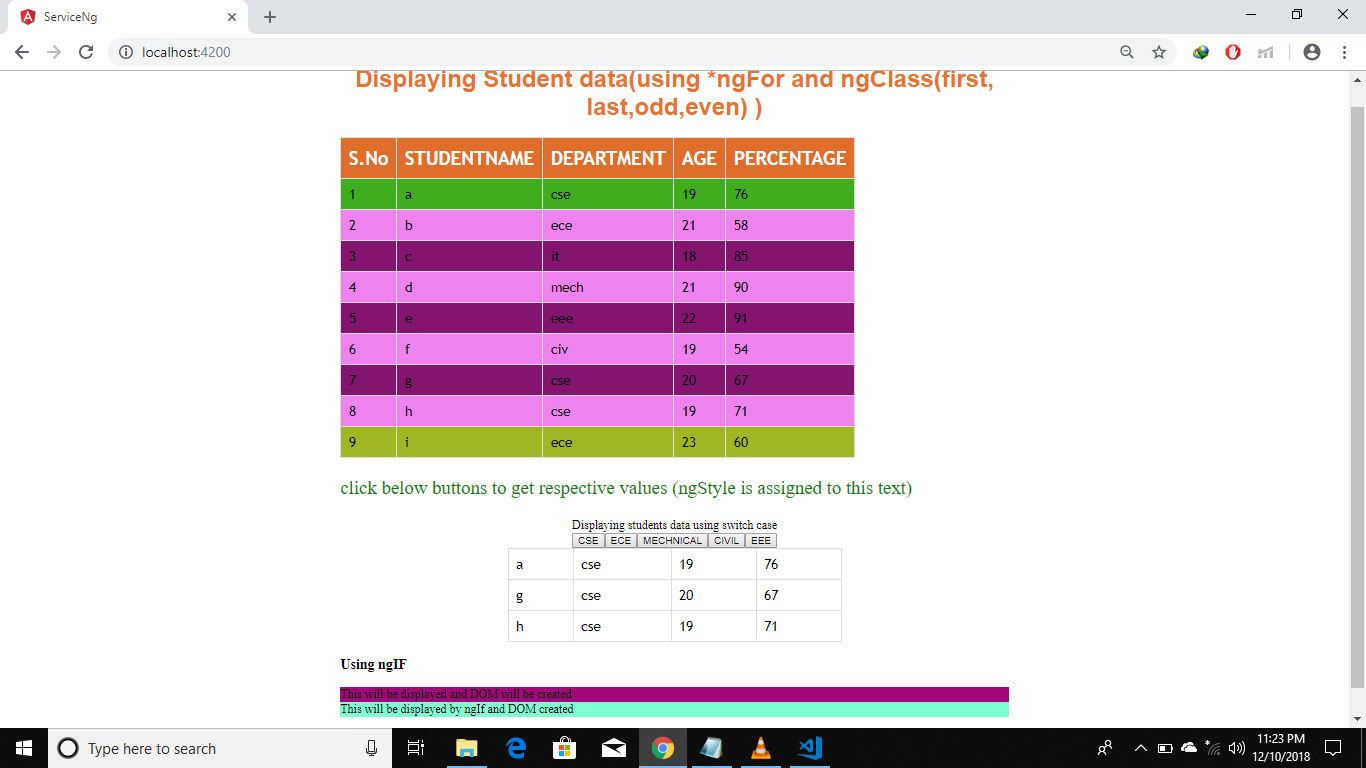 ServiceNg
localhost:4200
Displaying Student data(using *ngFor and ngClass(first,
last,odd,even) )
S.No STUDENTNAME DEPARTMENT AGE PERCENTAGE
1 a cse 19 76
2 b ece 21 58
3 c it 18 85
4 d mech 21 90
5 e eee 22 91
6 f civ 19 54
7 g cse 20 67
8 h cse 19 71
9 i ece 23 60
click below buttons to get respective values (ngStyle is assigned to this text)
Displaying students data using switch case
CSE ECE MECHNICAL CIVIL EEE
a cse 19 76
g cse 20 67
h cse 19 71
Using ngIF
This will be displayed and DOM will be created
This will be displayed by ngIf and DOM created
Type here to search
11:23 PM
12/10/2018